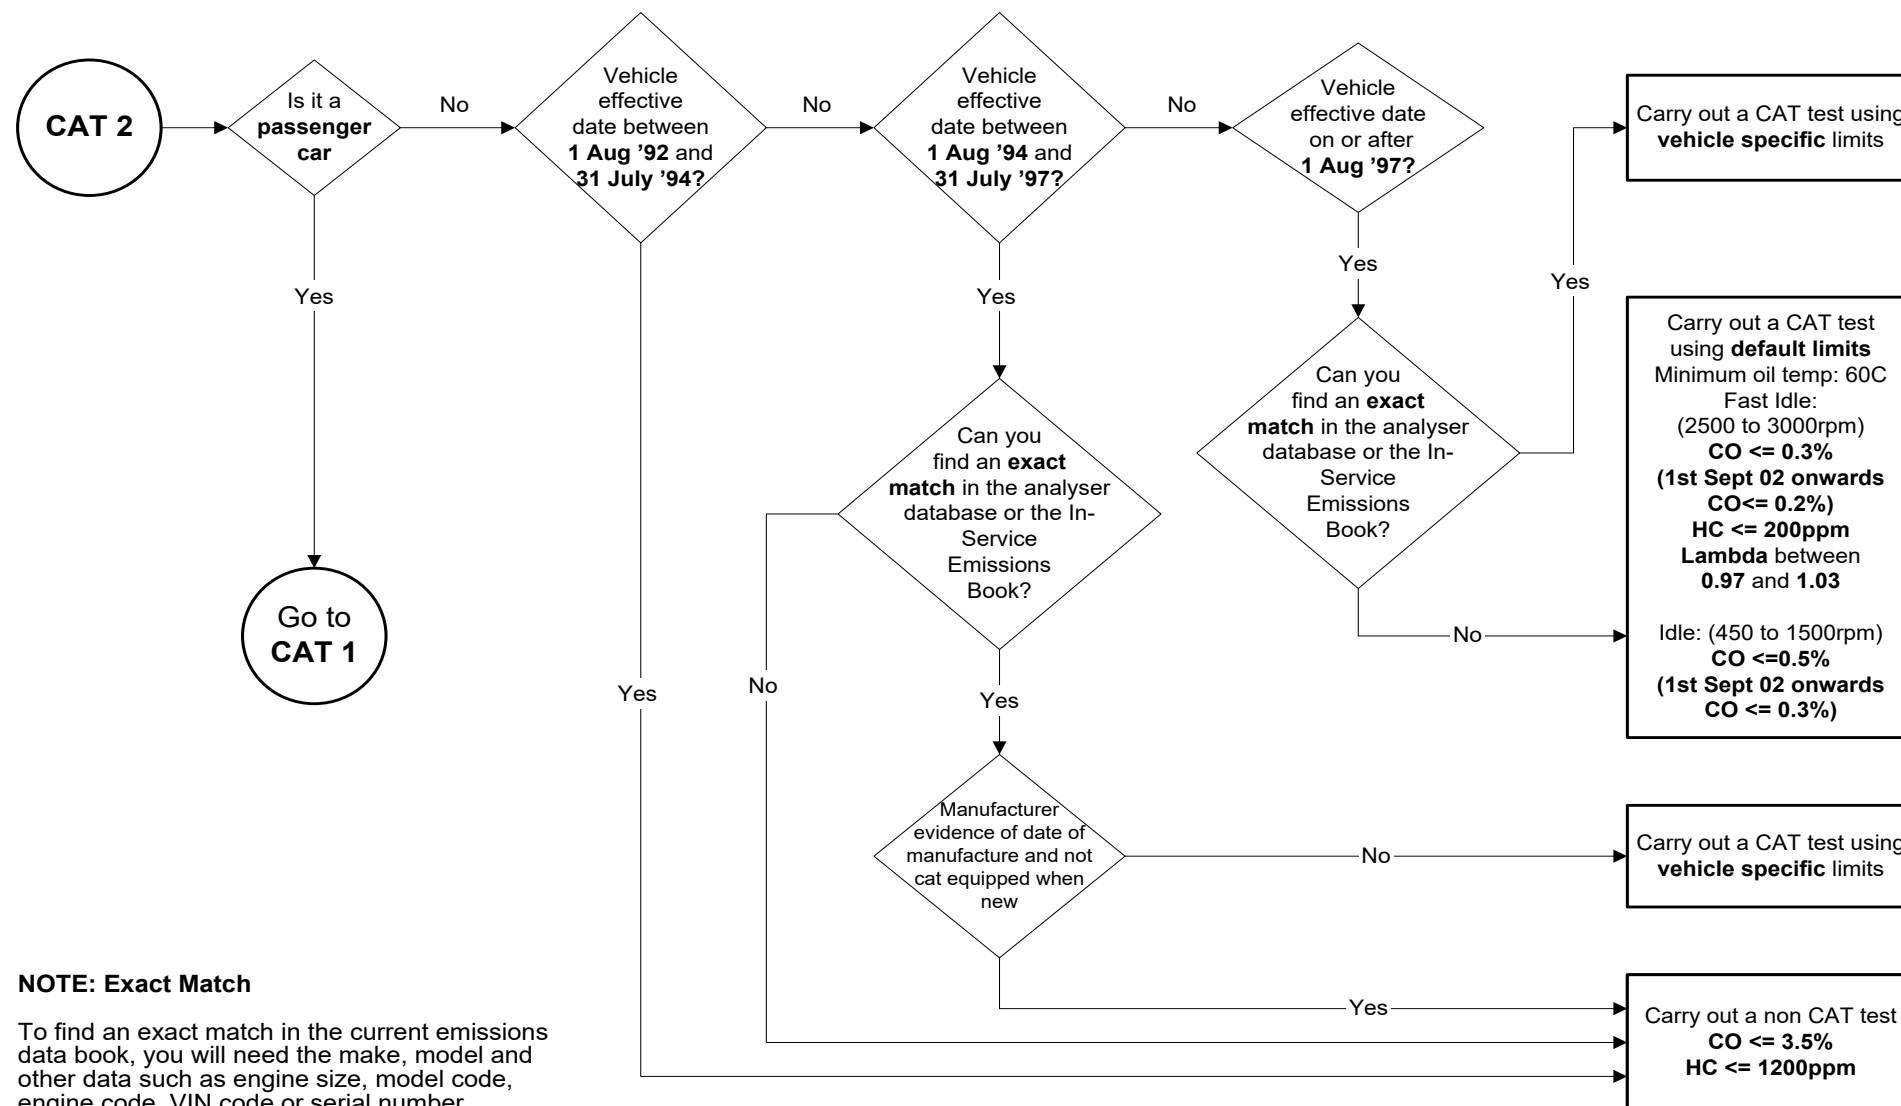 CAT 2
Is it a
passenger
car
No
Vehicle
effective
date between
1 Aug ’92 and
31 July ’94?
No
Vehicle
effective
date between
1 Aug ’94 and
31 July ’97?
No
Vehicle
effective date
on or after
1 Aug ’97?
Carry out a CAT test using
vehicle specific limits
Yes
Yes
Yes
Yes
Go to
CAT 1
Can you
find an exact
match in the analyser
database or the In-
Service
Emissions
Book?
Can you
find an exact
match in the analyser
database or the In-
Service
Emissions
Book?
Carry out a CAT test
using default limits
Minimum oil temp: 60C
Fast Idle:
(2500 to 3000rpm)
CO <= 0.3%
(1st Sept 02 onwards
CO<= 0.2%)
HC <= 200ppm
Lambda between
0.97 and 1.03
Idle: (450 to 1500rpm)
CO <=0.5%
(1st Sept 02 onwards
CO <= 0.3%)
No
Yes
No
Yes
Manufacturer
evidence of date of
manufacture and not
cat equipped when
new
No
Carry out a CAT test using
vehicle specific limits
Yes
Carry out a non CAT test
CO <= 3.5%
HC <= 1200ppm
NOTE: Exact Match
To find an exact match in the current emissions
data book, you will need the make, model and
other data such as engine size, model code,
engine code, VIN code or serial number